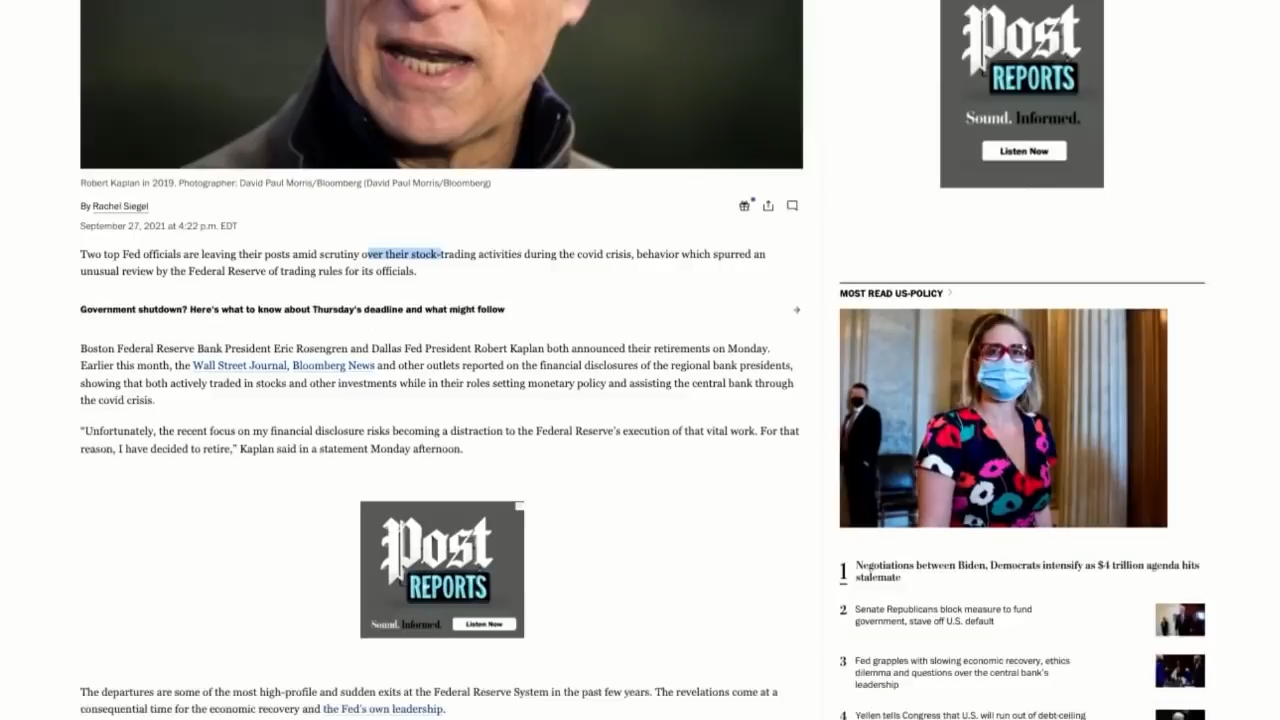 Post
REPORTS
Sound. Informed.
Listen Now
Robert Kaplan in 2019. Photographer: David Paul Morris/Bloomberg (David Paul Morris/Bloomberg)
By Rachel Siegel
September 27, 2021 at 4:22 p.m. EDT
Two top Fed officials are leaving their posts amid scrutiny over their stock-trading activities during the covid crisis, behavior which spurred an
unusual review by the Federal Reserve of trading rules for its officials.
Government shutdown? Here's what to know about Thursday's deadline and what might follow
Boston Federal Reserve Bank President Eric Rosengren and Dallas Fed President Robert Kaplan both announced their retirements on Monday.
Earlier this month, the Wall Street Journal, Bloomberg News and other outlets reported on the financial disclosures of the regional bank presidents,
showing that both actively traded in stocks and other investments while in their roles setting monetary policy and assisting the central bank through
the covid crisis.
“Unfortunately, the recent focus on my financial disclosure risks becoming a distraction to the Federal Reserve’s execution of that vital work. For that
reason, I have decided to retire,” Kaplan said in a statement Monday afternoon.
Post
REPORTS
Sound. Informed.
Listen Now
The departures are some of the most high-profile and sudden exits at the Federal Reserve System in the past few years. The revelations come at a
consequential time for the economic recovery and the Fed’s own leadership.
MOST READ US-POLICY
1 Negotiations between Biden, Democrats intensify as $4 trillion agenda hits
stalemate
2 Senate Republicans block measure to fund
government, stave off U.S. default
3 Fed grapples with slowing economic recovery, ethics
dilemma and questions over the central bank’s
leadership
4 Yellen tells Congress that U.S. will run out of debt-ceiling